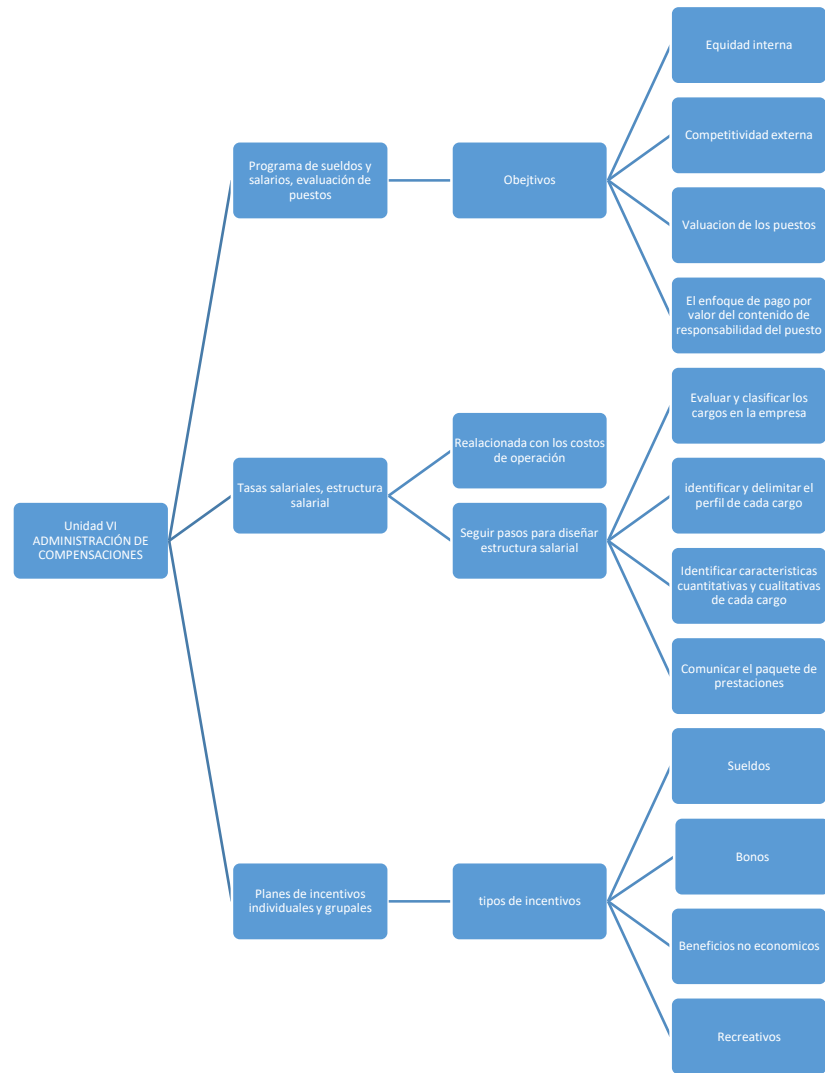 Unidad VI
ADMINISTRACIÓN DE
COMPENSACIONES
Programa de sueldos y
salarios, evaluación de
puestos
Obejtivos
Equidad interna
Competitividad externa
Valuacion de los puestos
El enfoque de pago por
valor del contenido de
responsabilidad del puesto
Tasas salariales, estructura
salarial
Realacionada con los costos
de operación
Seguir pasos para diseñar
estructura salarial
Evaluar y clasificar los
cargos en la empresa
identificar y delimitar el
perfil de cada cargo
Identificar caracteristicas
cuantitativas y cualitativas
de cada cargo
Comunicar el paquete de
prestaciones
Planes de incentivos
individuales y grupales
tipos de incentivos
Sueldos
Bonos
Beneficios no economicos
Recreativos